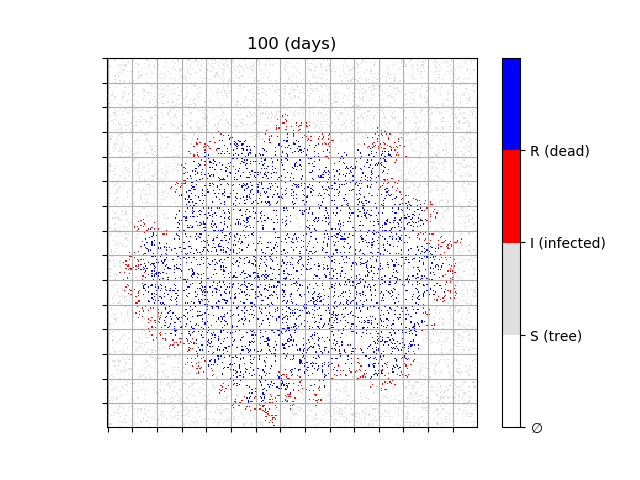 100 (days)
R (dead)
I (infected)
S (tree)
∅